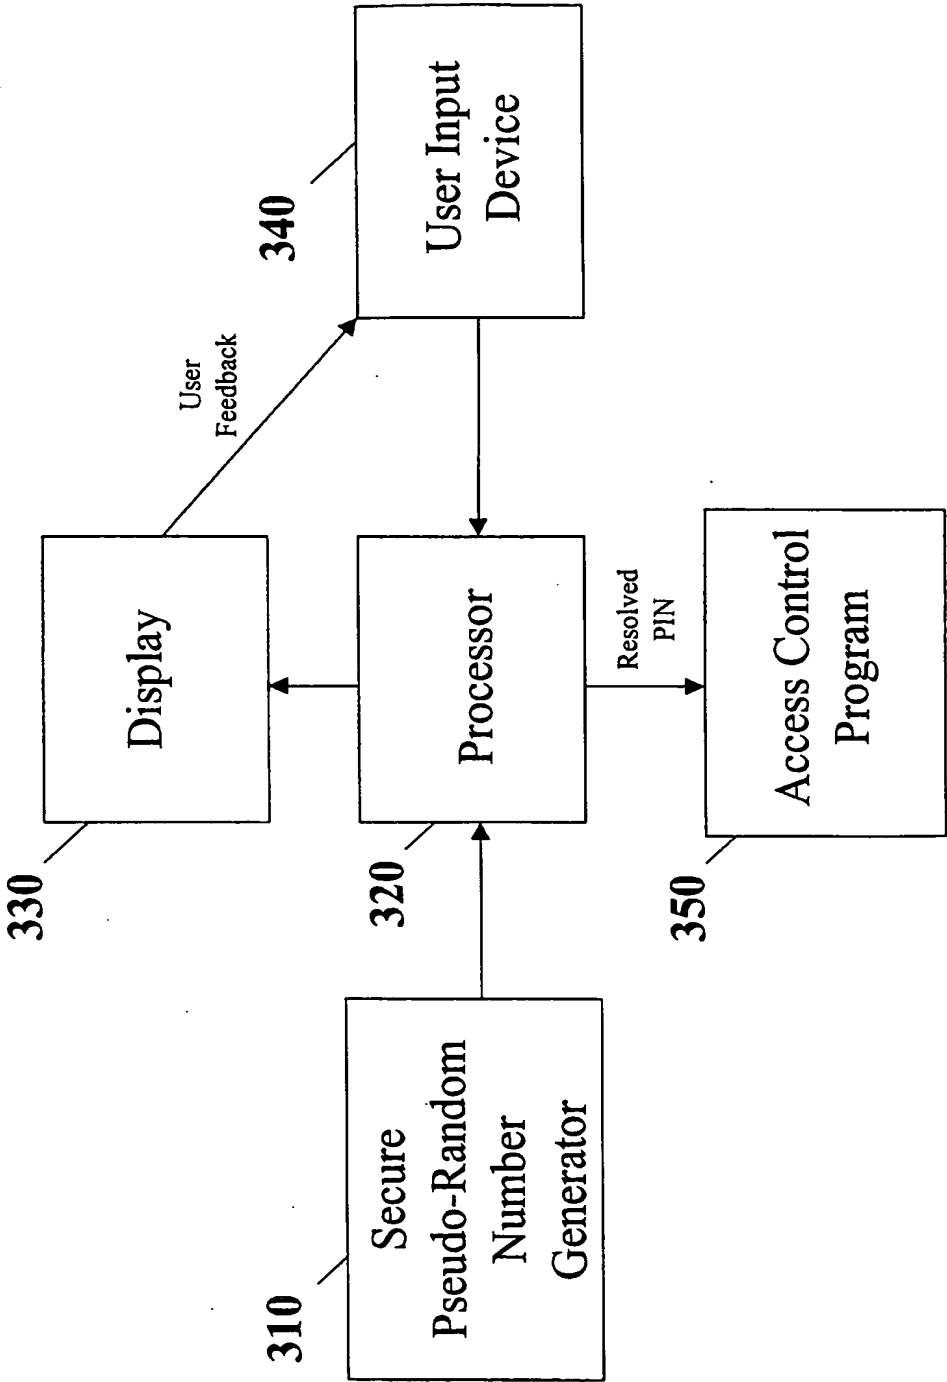 330
Display
User
Feedback
340
User Input
Device
310
Secure
Pseudo-Random
Number
Generator
320
Processor
Resolved
PIN
350
Access Control
Program